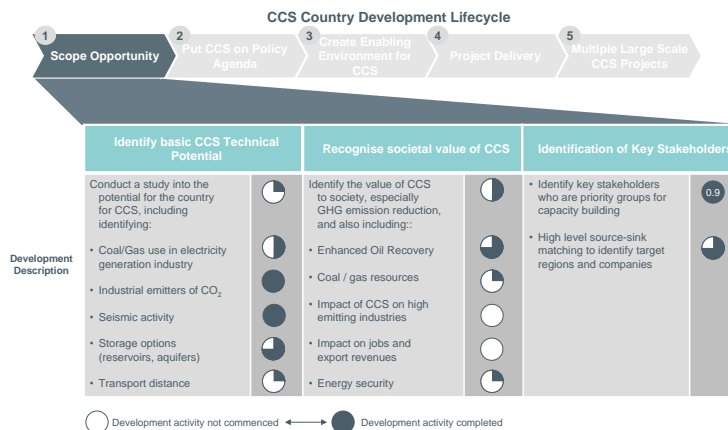 CCS Country Development Lifecycle
1
Scope Opportunity
2
Put CCS on Policy
Agenda
3
Create Enabling
Environment for
CCS
4
Project Delivery
5
Multiple Large Scale
CCS Projects
Identify basic CCS Technical
Potential
Recognise societal value of CCS
Identification of Key Stakeholders
Development
Description
Conduct a study into the
potential for the country
for CCS, including
identifying:
• Coal/Gas use in electricity
generation industry
• Industrial emitters of CO2
• Seismic activity
• Storage options
(reservoirs, aquifers)
• Transport distance
Identify the value of CCS
to society, especially
GHG emission reduction,
and also including::
• Enhanced Oil Recovery
• Coal / gas resources
• Impact of CCS on high
emitting industries
• Impact on jobs and
export revenues
• Energy security
• Identify key stakeholders
who are priority groups for
capacity building
0.9
• High level source-sink
matching to identify target
regions and companies
Development activity not commenced
Development activity completed